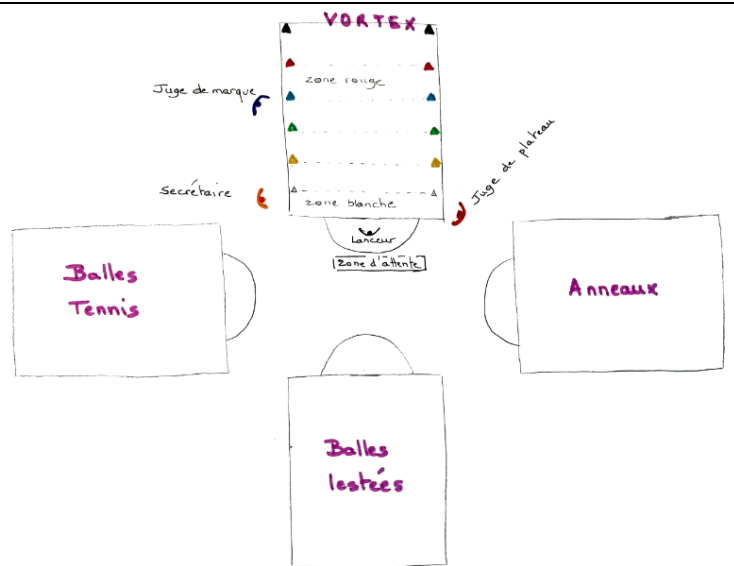 VORTEX
zone rouge
Juge de marque
Juge de plateau
Secrétaire
zone blanche
Lanceur
Zone d'attente
Balles
Tennis
Anneaux
Balles
lestées